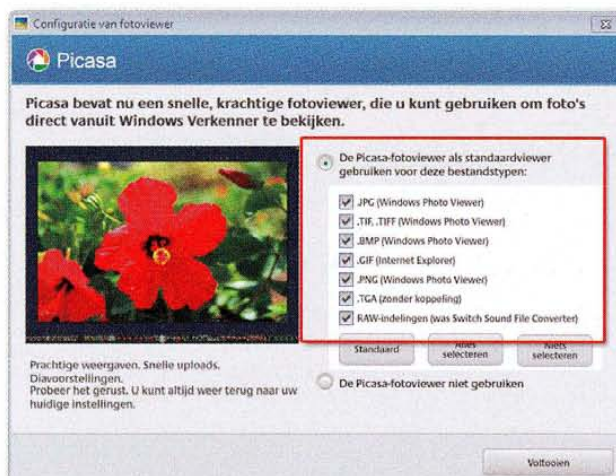 Configuratie van fotoviewer
Picasa
Picasa bevat nu een snelle, krachtige fotoviewer, die u kunt gebruiken om foto's
direct vanuit Windows Verkenner te bekijken.
De Picasa-fotoviewer als standaardviewer
gebruiken voor deze bestandstypen:
.JPG (Windows Photo Viewer)
.TIF, .TIFF (Windows Photo Viewer)
.BMP (Windows Photo Viewer)
.GIF (Internet Explorer)
.PNG (Windows Photo Viewer)
.TGA (zonder koppeling)
RAW-indelingen (was Switch Sound File Converter)
Standaard
Alles
selecteren
Niets
selecteren
De Picasa-fotoviewer niet gebruiken
Prachtige weergaven. Snelle uploads.
Diavoorstellingen.
Probeer het gerust. U kunt altijd weer terug naar uw
huidige instellingen.
Voltooien